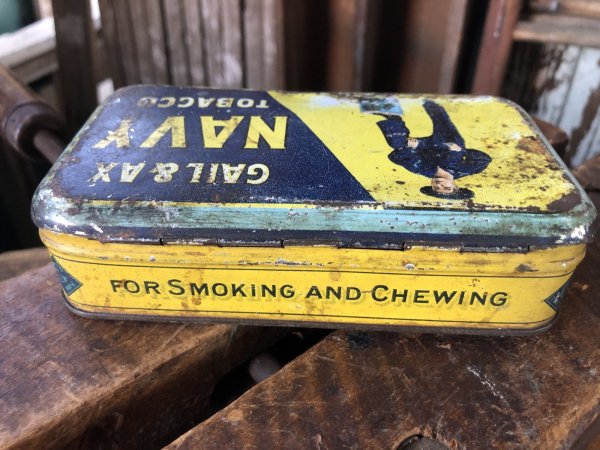 GAIL & AX
NAVY
TOBACCO
FOR SMOKING AND CHEWING